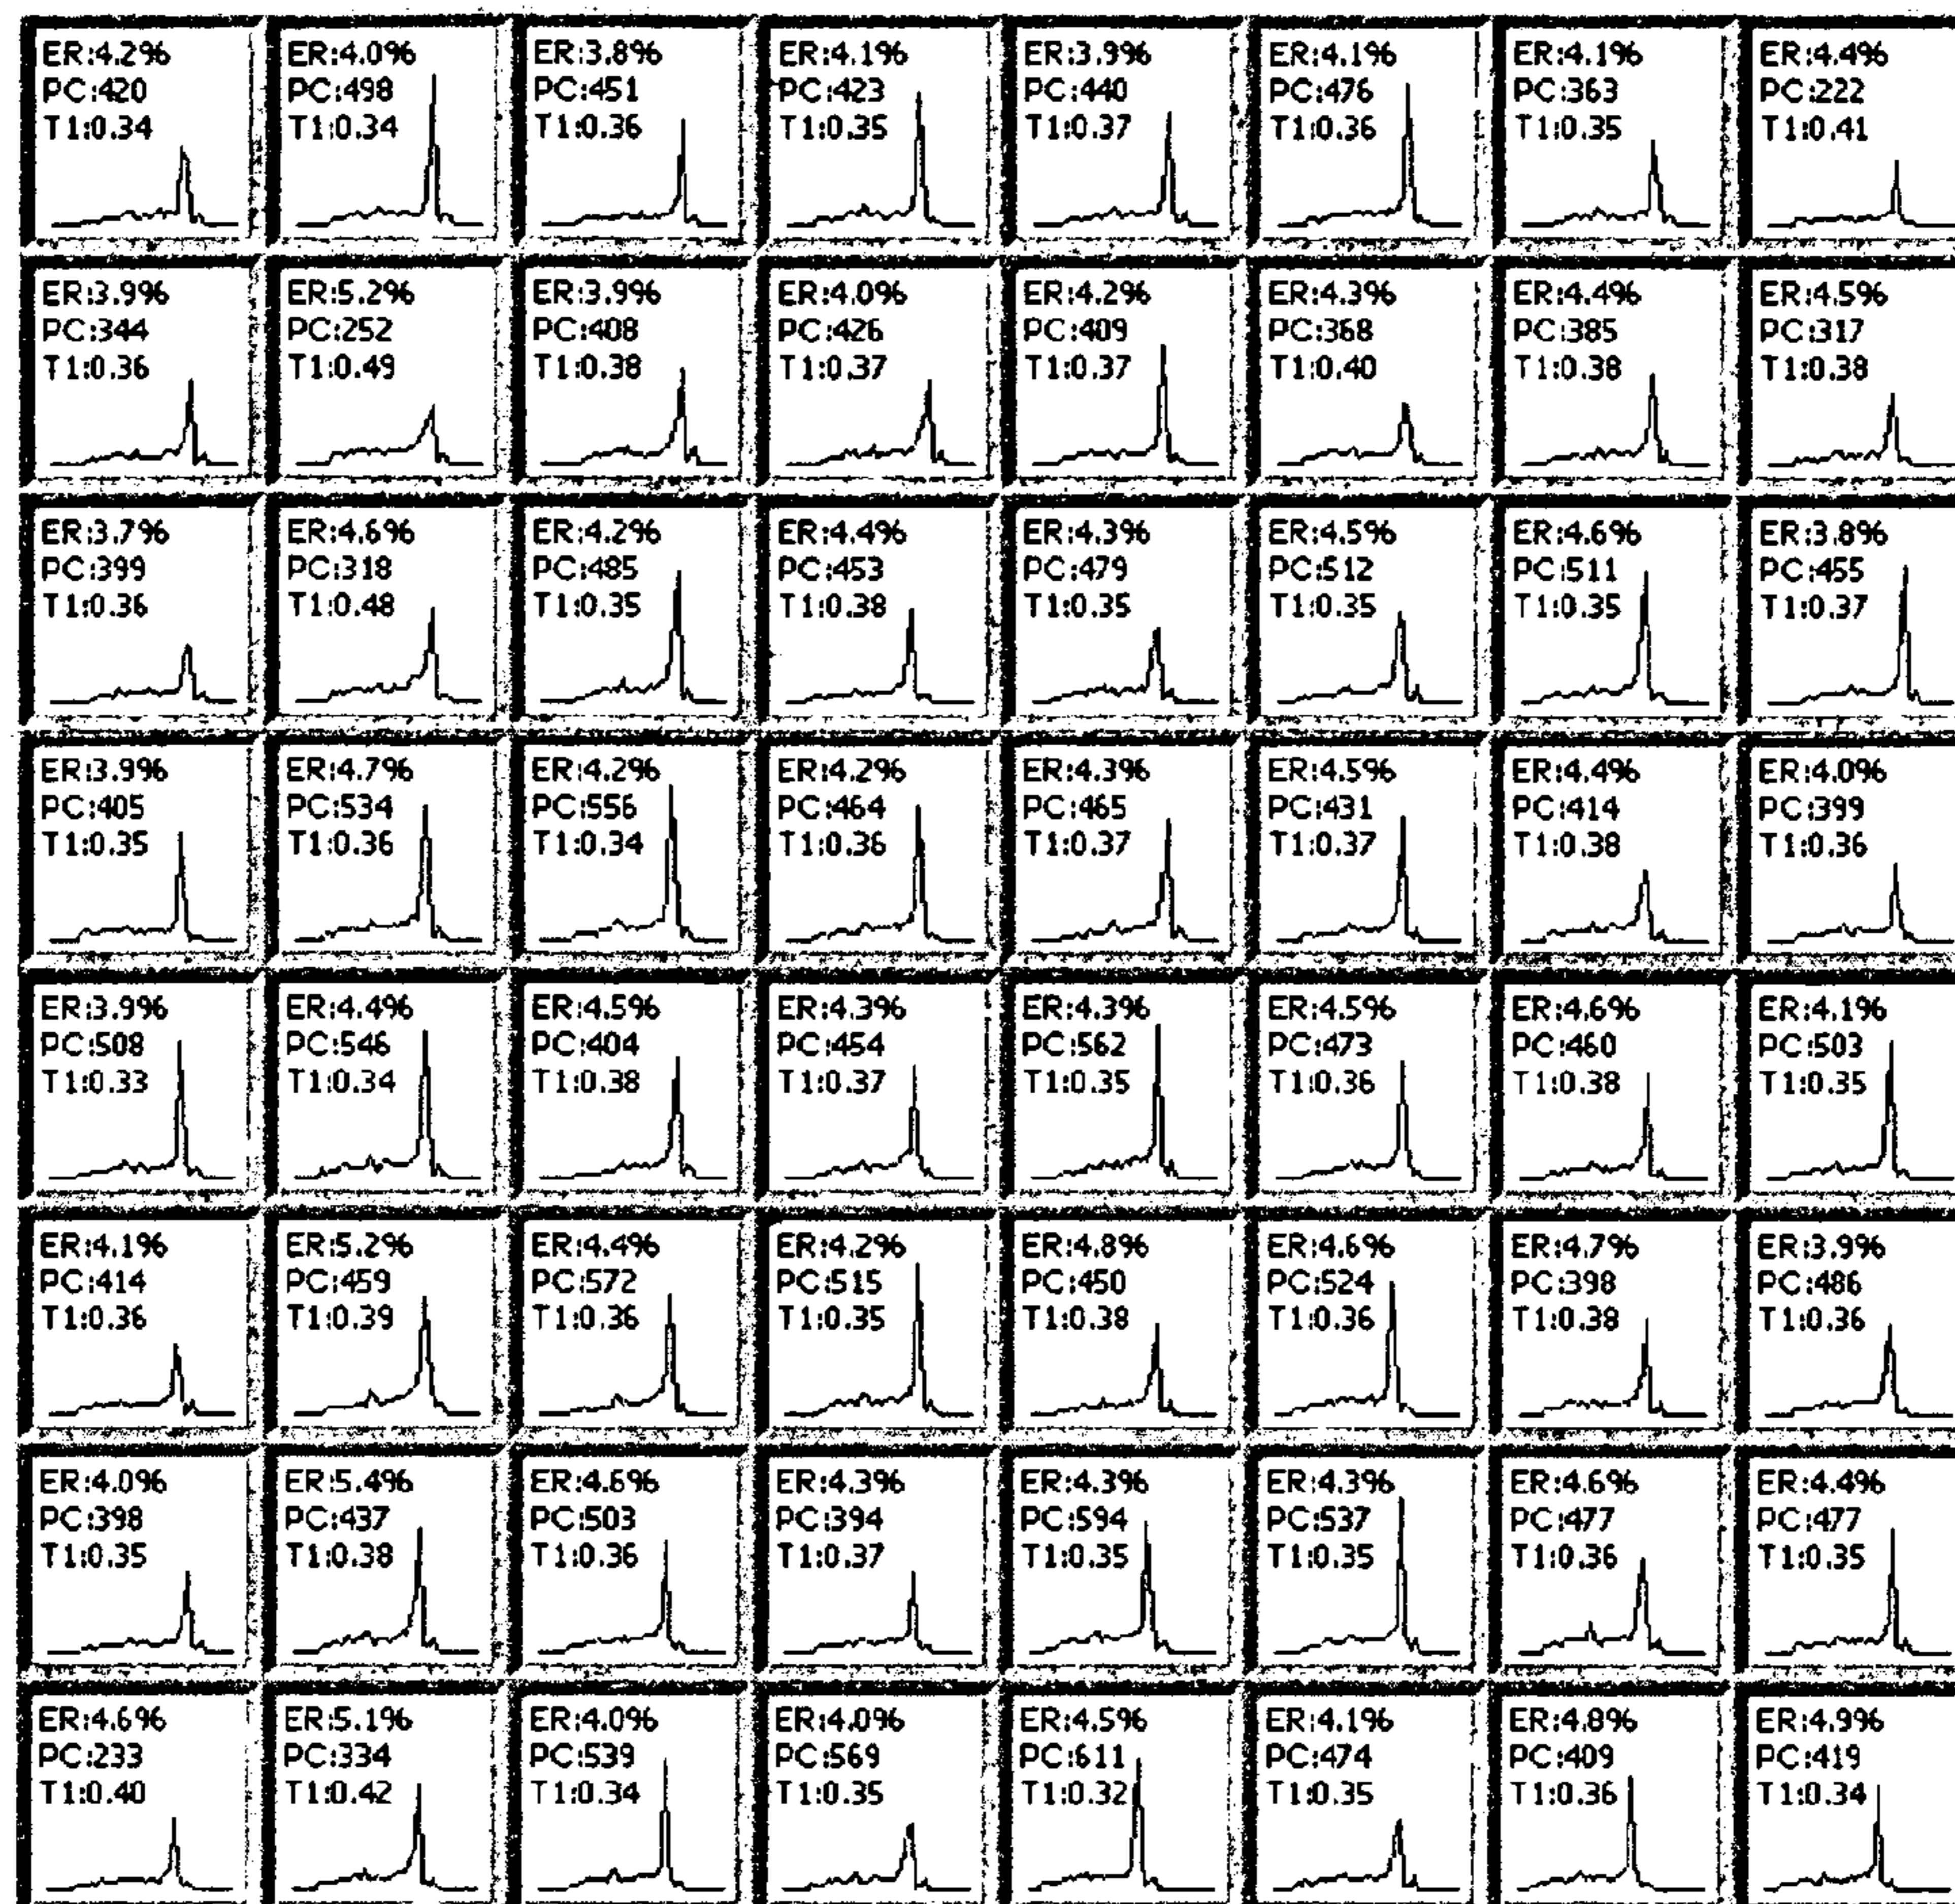 ER:4.2% ER:4.0% ER:3.8% ER:4.1% ER:3.9% ER:4.1% ER:4.1% ER:4.4%
PC:420 PC:498 PC:451 PC:423 PC:440 PC:476 PC:363 PC:222
T1:0.34 T1:0.34 T1:0.36 T1:0.35 T1:0.37 T1:0.36 T1:0.35 T1:0.41
ER:3.9% ER:5.2% ER:3.9% ER:4.0% ER:4.2% ER:4.3% ER:4.4% ER:4.5%
PC:344 PC:252 PC:408 PC:426 PC:409 PC:368 PC:385 PC:317
T1:0.36 T1:0.49 T1:0.38 T1:0.37 T1:0.37 T1:0.40 T1:0.38 T1:0.38
ER:3.7% ER:4.6% ER:4.2% ER:4.4% ER:4.3% ER:4.5% ER:4.6% ER:3.8%
PC:399 PC:318 PC:485 PC:453 PC:479 PC:512 PC:511 PC:455
T1:0.36 T1:0.48 T1:0.35 T1:0.38 T1:0.35 T1:0.35 T1:0.35 T1:0.37
ER:3.9% ER:4.7% ER:4.2% ER:4.2% ER:4.3% ER:4.5% ER:4.4% ER:4.0%
PC:405 PC:534 PC:556 PC:464 PC:465 PC:431 PC:414 PC:399
T1:0.35 T1:0.36 T1:0.34 T1:0.36 T1:0.37 T1:0.37 T1:0.38 T1:0.36
ER:3.9% ER:4.4% ER:4.5% ER:4.3% ER:4.3% ER:4.5% ER:4.6% ER:4.1%
PC:508 PC:546 PC:404 PC:454 PC:562 PC:473 PC:460 PC:503
T1:0.33 T1:0.34 T1:0.38 T1:0.37 T1:0.35 T1:0.36 T1:0.38 T1:0.35
ER:4.1% ER:5.2% ER:4.4% ER:4.2% ER:4.8% ER:4.6% ER:4.7% ER:3.9%
PC:414 PC:459 PC:572 PC:515 PC:450 PC:524 PC:398 PC:486
T1:0.36 T1:0.39 T1:0.36 T1:0.35 T1:0.38 T1:0.36 T1:0.38 T1:0.36
ER:4.0% ER:5.4% ER:4.6% ER:4.3% ER:4.3% ER:4.3% ER:4.6% ER:4.4%
PC:398 PC:437 PC:503 PC:394 PC:594 PC:537 PC:477 PC:477
T1:0.35 T1:0.38 T1:0.36 T1:0.37 T1:0.35 T1:0.35 T1:0.36 T1:0.35
ER:4.6% ER:5.1% ER:4.0% ER:4.0% ER:4.5% ER:4.1% ER:4.8% ER:4.9%
PC:233 PC:334 PC:539 PC:569 PC:611 PC:474 PC:409 PC:419
T1:0.40 T1:0.42 T1:0.34 T1:0.35 T1:0.32 T1:0.35 T1:0.36 T1:0.34